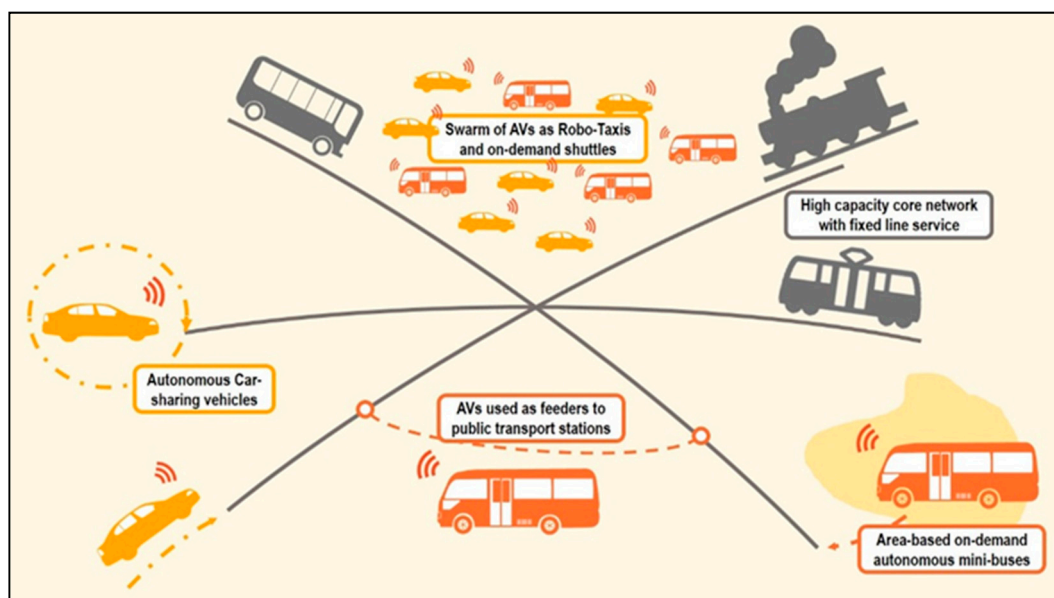 Swarm of AVs as Robo-Taxis
and on-demand shuttles
High capacity core network
with fixed line service
Autonomous Car-
sharing vehicles
AVs used as feeders to
public transport stations
Area-based on-demand
autonomous mini-buses